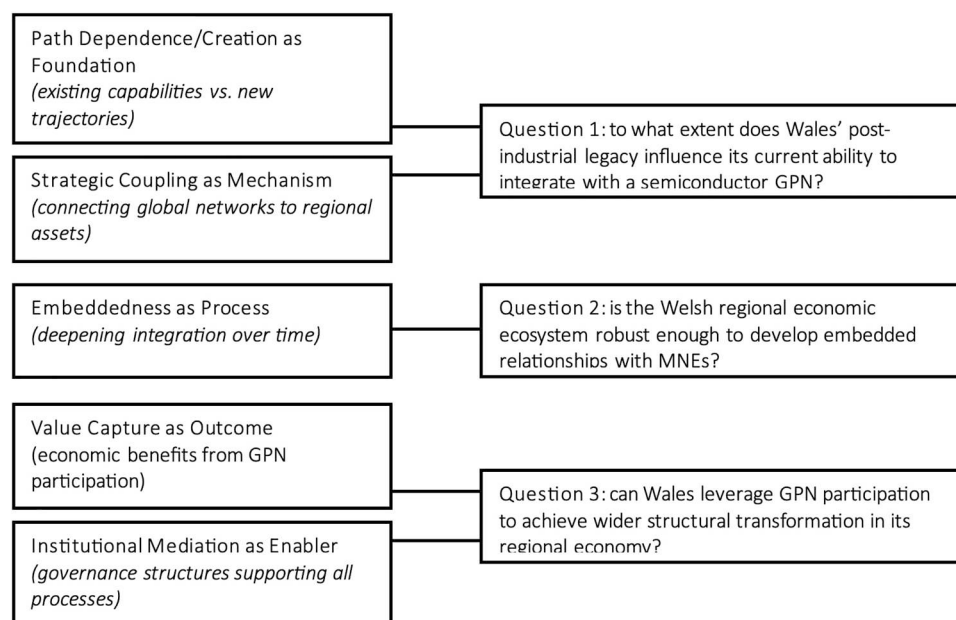 Path Dependence/Creation as
Foundation
(existing capabilities vs. new
trajectories)
Strategic Coupling as Mechanism
(connecting global networks to regional
assets)
Question 1: to what extent does Wales’ post-
industrial legacy influence its current ability to
integrate with a semiconductor GPN?
Embeddedness as Process
(deepening integration over time)
Question 2: is the Welsh regional economic
ecosystem robust enough to develop embedded
relationships with MNEs?
Value Capture as Outcome
(economic benefits from GPN
participation)
Institutional Mediation as Enabler
(governance structures supporting all
processes)
Question 3: can Wales leverage GPN participation
to achieve wider structural transformation in its
regional economy?